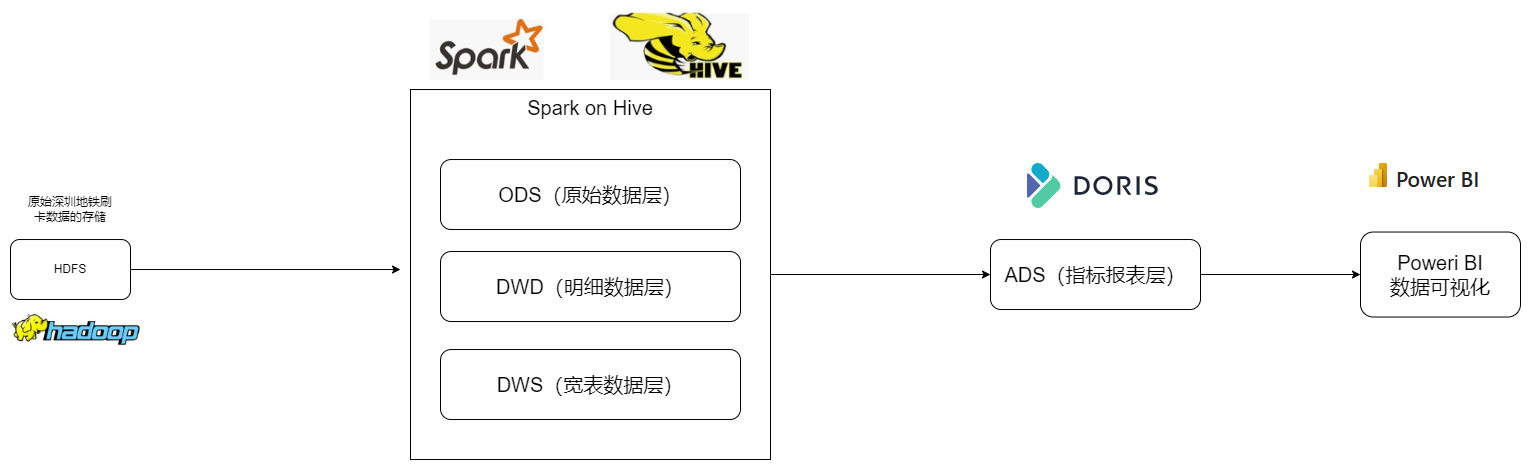 Spark
HIVE
Spark on Hive
ODS（原始数据层）
DWD（明细数据层）
DWS（宽表数据层）
原始深圳地铁刷
卡数据的存储
HDFS
hadoop
DORIS
ADS（指标报表层）
Power BI
Poweri BI
数据可视化